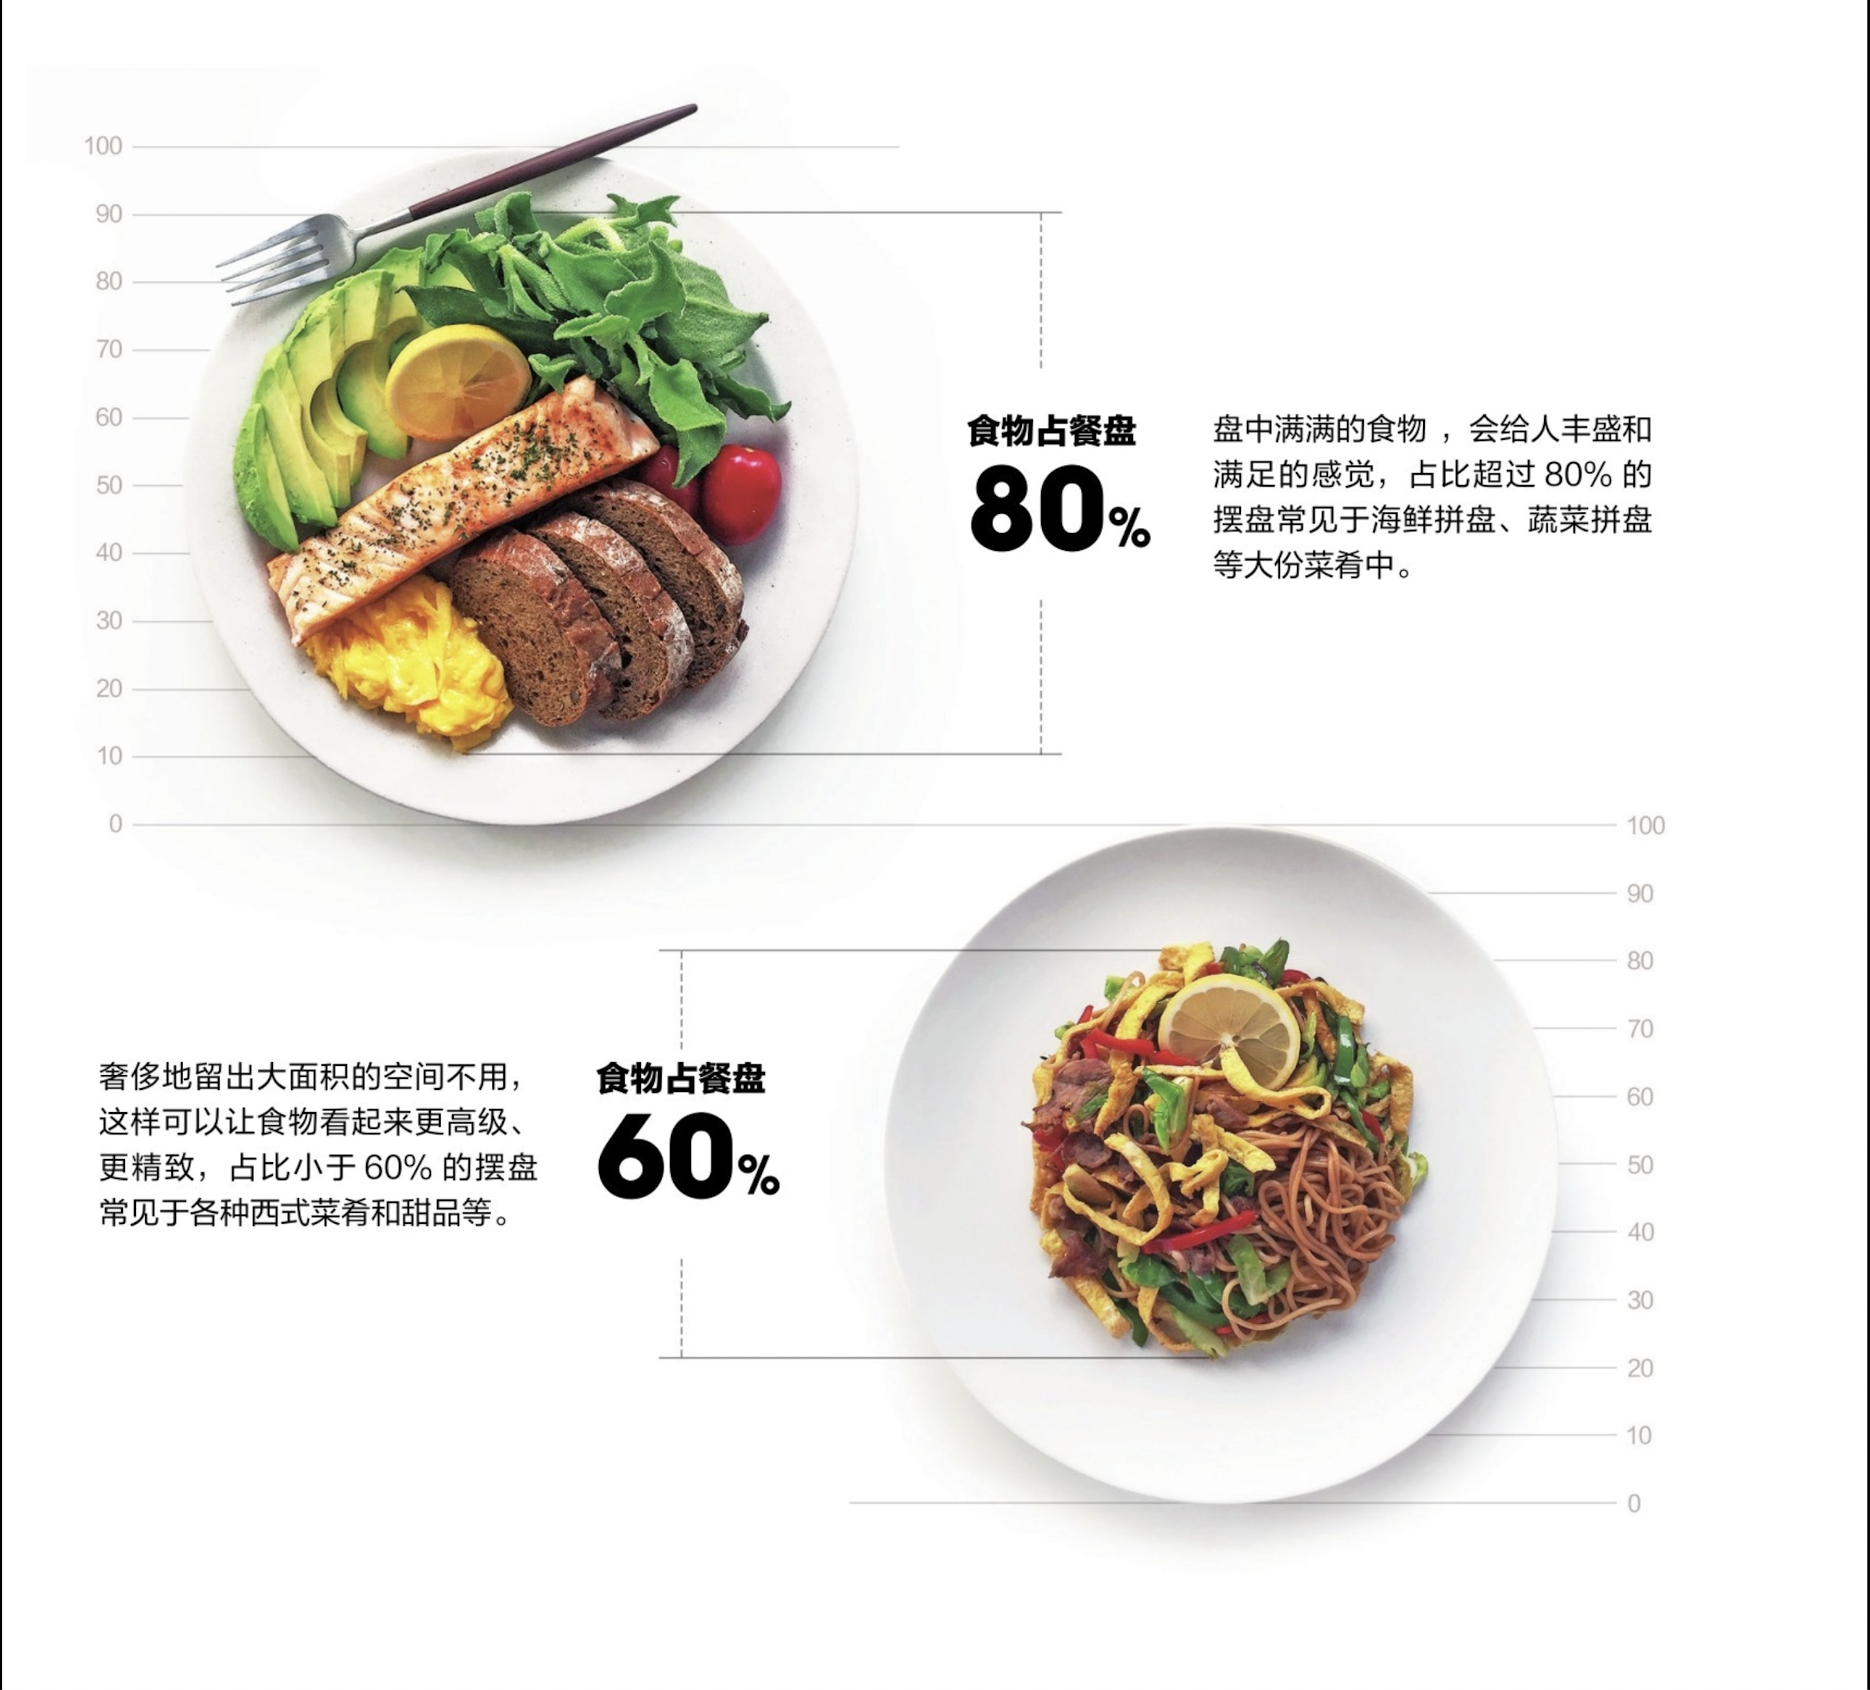 100
90
80
70
60
50
40
30
20
10
0
食物占餐盘
80%
盘中满满的食物，会给人丰盛和
满足的感觉，占比超过 80% 的
摆盘常见于海鲜拼盘、蔬菜拼盘
等大份菜肴中。
奢侈地留出大面积的空间不用，
这样可以让食物看起来更高级、
更精致，占比小于 60% 的摆盘
常见于各种西式菜肴和甜品等。
食物占餐盘
60%
100
90
80
70
60
50
40
30
20
10
0